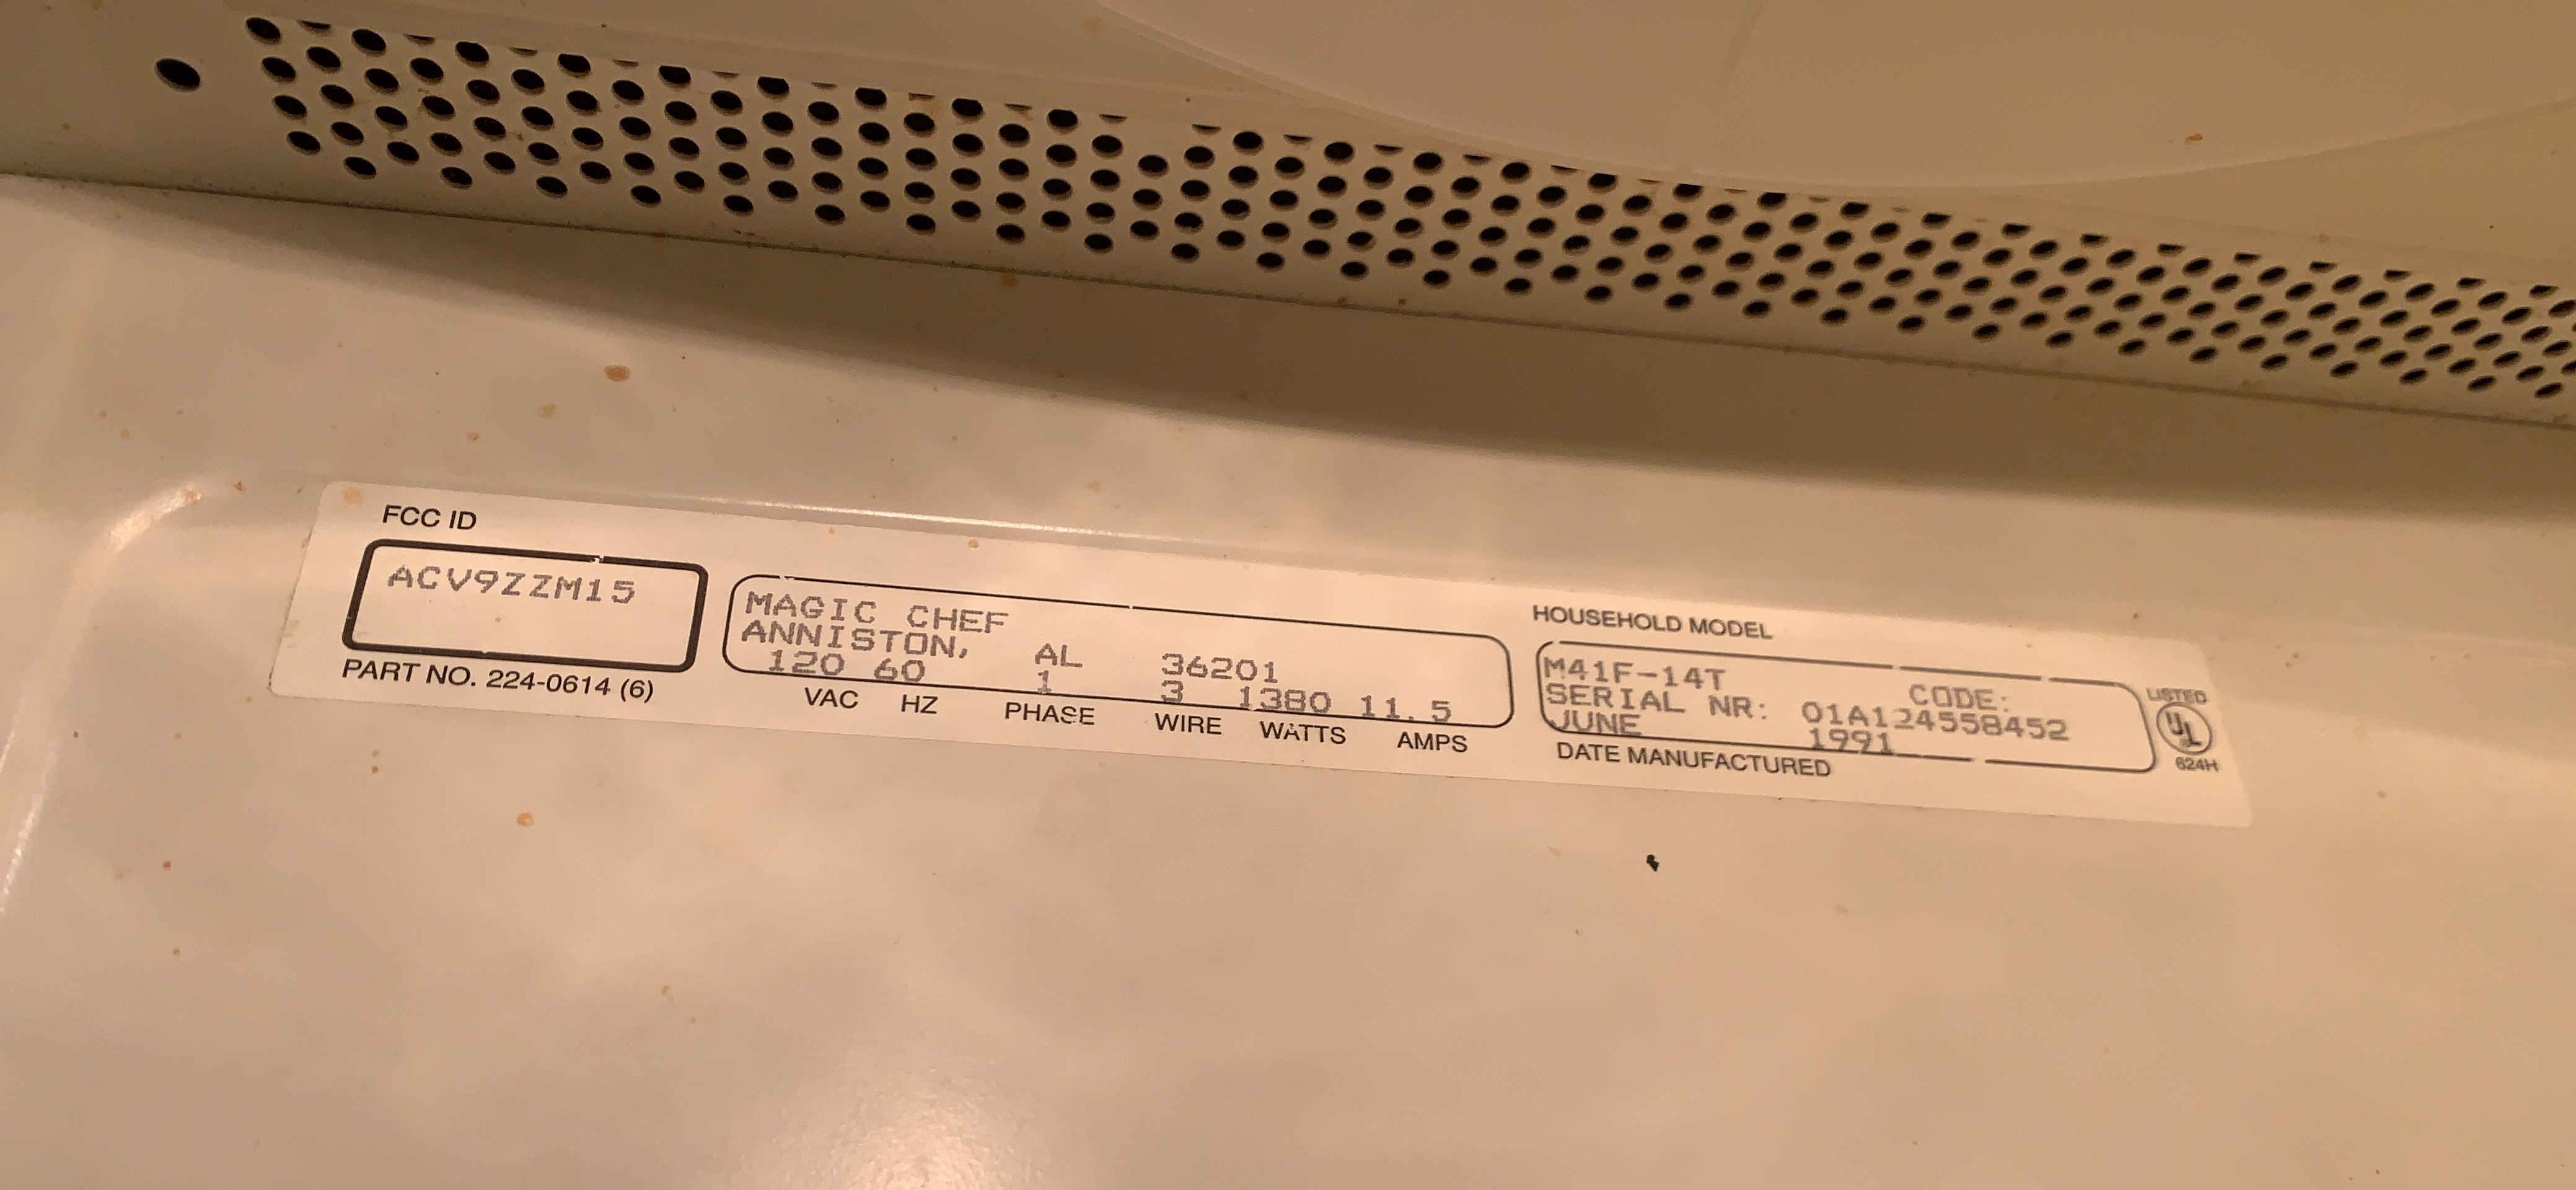 FCC ID
ACV9ZZM15
PART NO. 224-0614 (6)
MAGIC CHEF
ANNISTON, AL 36201
120 60 1 3 1380 11.5
VAC HZ PHASE WIRE WATTS AMPS
HOUSEHOLD MODEL
M41F-14T CODE:
SERIAL NR: 01A124558452
JUNE 1991
DATE MANUFACTURED
LISTED
UL
624H